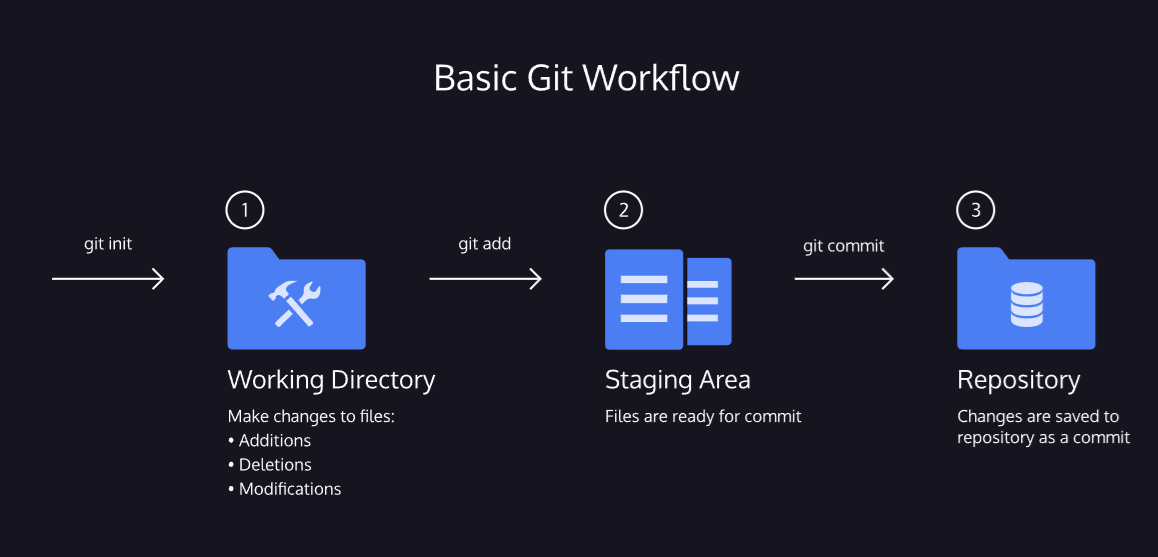 Basic Git Workflow
git init
1
Working Directory
Make changes to files:
• Additions
• Deletions
• Modifications
git add
2
Staging Area
Files are ready for commit
git commit
3
Repository
Changes are saved to
repository as a commit